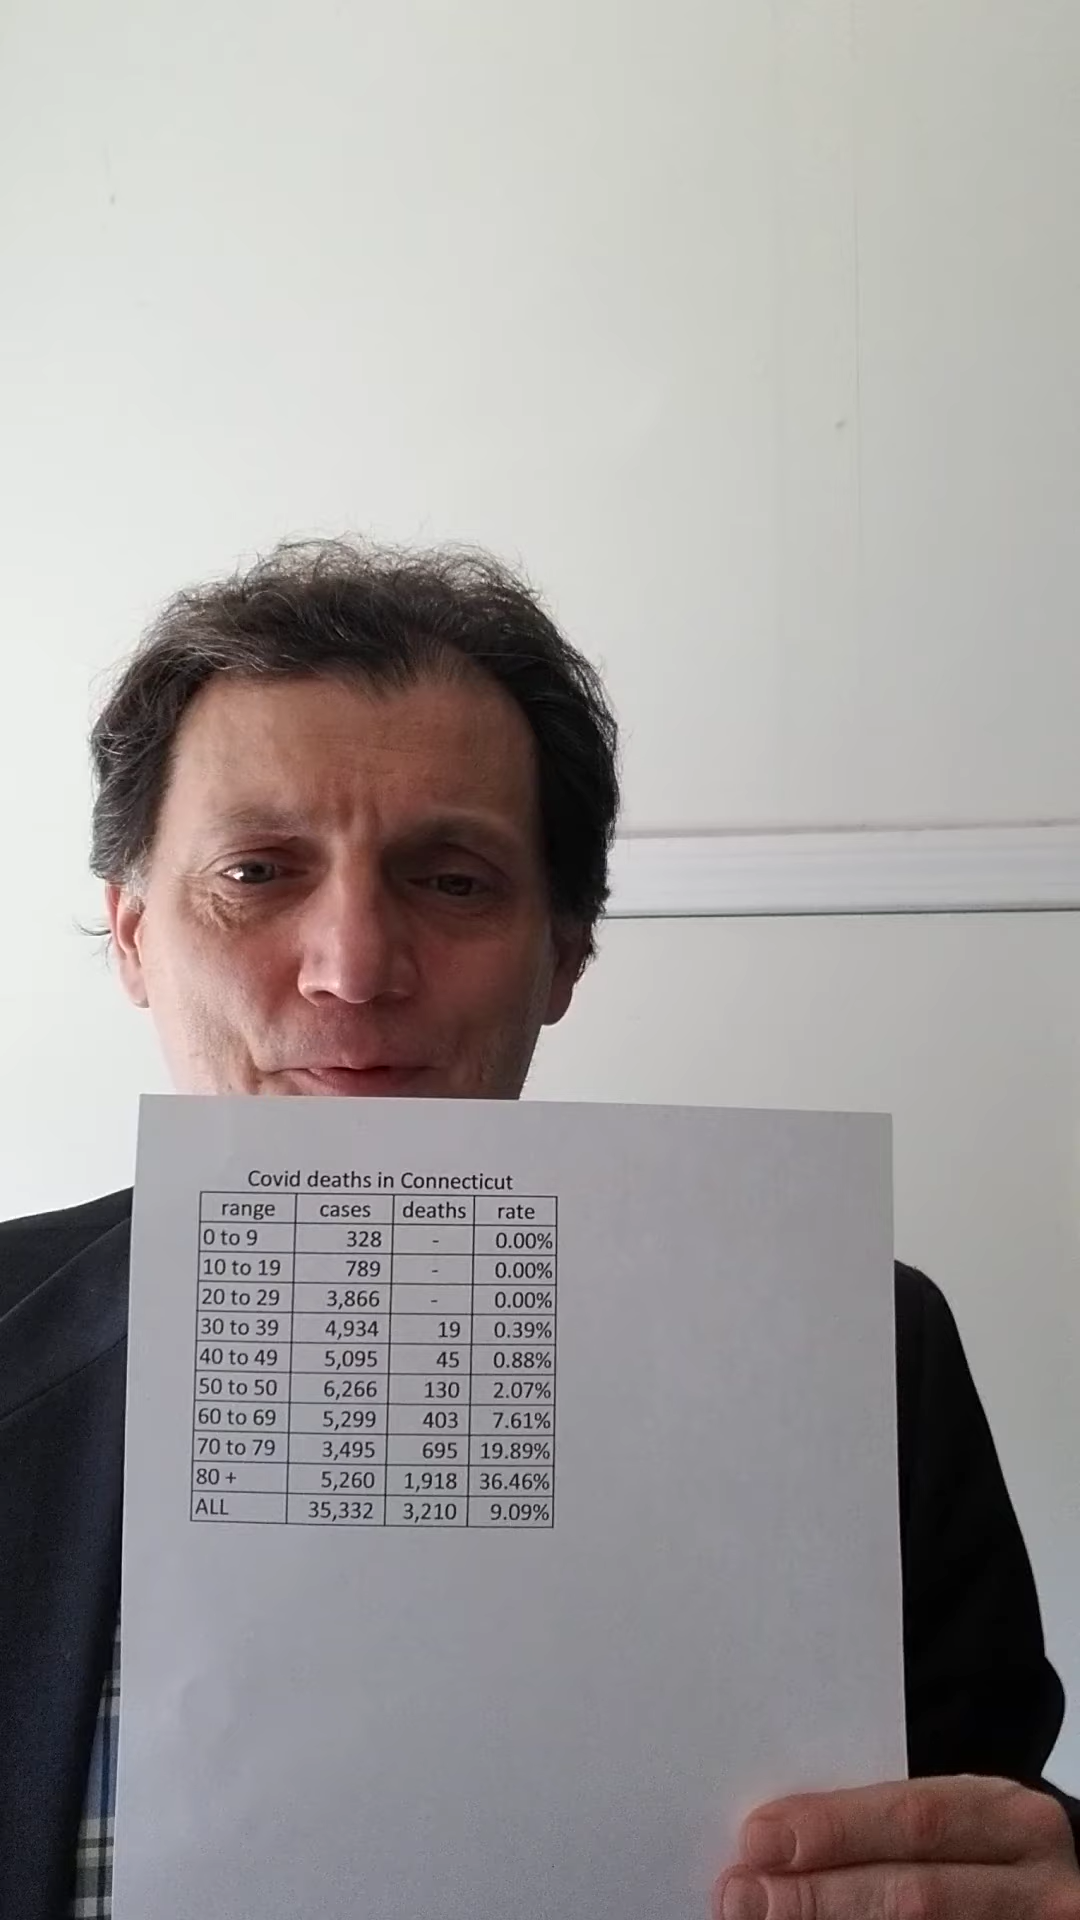 Covid deaths in Connecticut
range cases deaths rate
0 to 9 328 - 0.00%
10 to 19 789 - 0.00%
20 to 29 3,866 - 0.00%
30 to 39 4,934 19 0.39%
40 to 49 5,095 45 0.88%
50 to 50 6,266 130 2.07%
60 to 69 5,299 403 7.61%
70 to 79 3,495 695 19.89%
80 + 5,260 1,918 36.46%
ALL 35,332 3,210 9.09%